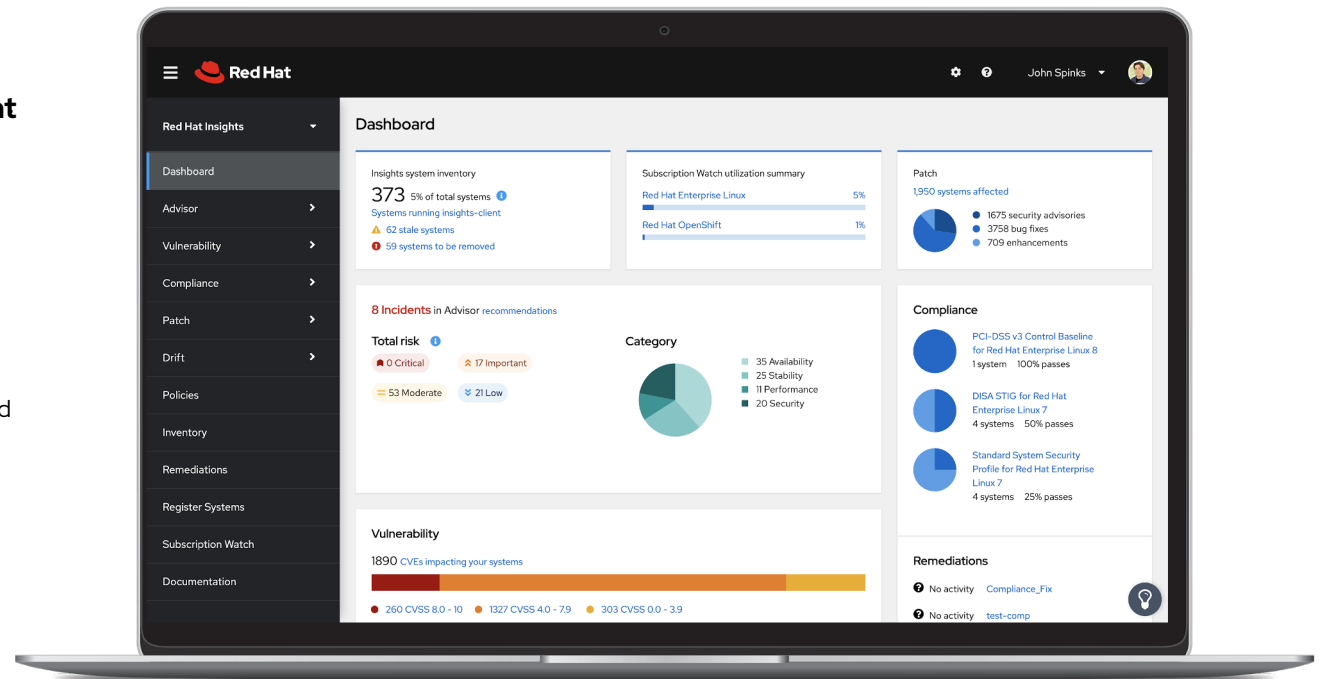 nt
d
Red Hat
John Spinks
Red Hat Insights
Dashboard
Advisor
Vulnerability
Compliance
Patch
Drift
Policies
Inventory
Remediations
Register Systems
Subscription Watch
Documentation
Dashboard
Insights system inventory
373 5% of total systems
Systems running insights-client
62 stale systems
59 systems to be removed
Subscription Watch utilization summary
Red Hat Enterprise Linux 5%
Red Hat OpenShift 1%
Patch
1,950 systems affected
1675 security advisories
3758 bug fixes
709 enhancements
8 Incidents in Advisor recommendations
Total risk
0 Critical 17 Important
53 Moderate 21 Low
Category
35 Availability
25 Stability
11 Performance
20 Security
Compliance
PCI-DSS v3 Control Baseline
for Red Hat Enterprise Linux 8
1 system 100% passes
DISA STIG for Red Hat
Enterprise Linux 7
4 systems 50% passes
Standard System Security
Profile for Red Hat Enterprise
Linux 7
4 systems 25% passes
Vulnerability
1890 CVEs impacting your systems
260 CVSS 8.0 - 10 1327 CVSS 4.0 - 7.9 303 CVSS 0.0 - 3.9
Remediations
No activity Compliance_Fix
No activity test-comp